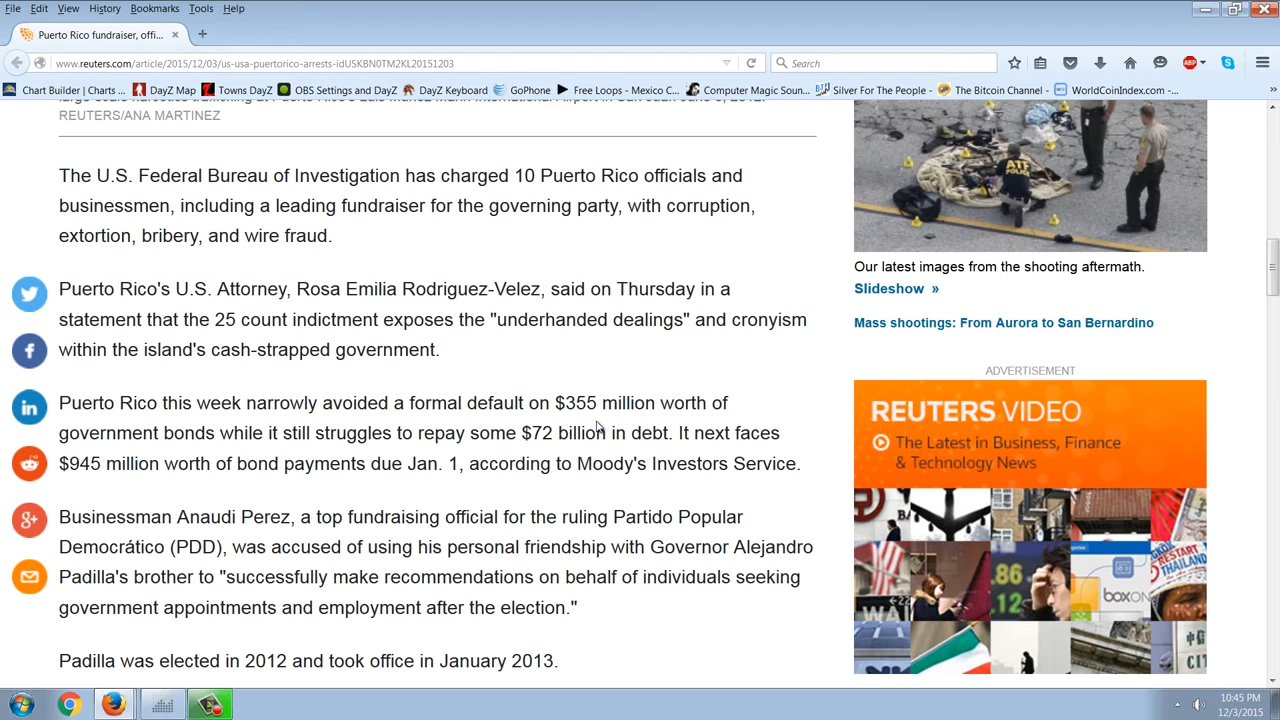 File Edit View History Bookmarks Tools Help
Puerto Rico fundraiser, offi...
www.reuters.com/article/2015/12/03/us-usa-puertorico-arrests-idUSKBN0TM2KL20151203
Search
ABP
Chart Builder | Charts ...
DayZ Map
Towns DayZ
OBS Settings and DayZ
DayZ Keyboard
GoPhone
Free Loops - Mexico C...
Computer Magic Soun...
Silver For The People - ...
The Bitcoin Channel - ...
WorldCoinIndex.com -...
REUTERS/ANA MARTINEZ
The U.S. Federal Bureau of Investigation has charged 10 Puerto Rico officials and
businessmen, including a leading fundraiser for the governing party, with corruption,
extortion, bribery, and wire fraud.
Puerto Rico's U.S. Attorney, Rosa Emilia Rodriguez-Velez, said on Thursday in a
statement that the 25 count indictment exposes the "underhanded dealings" and cronyism
within the island's cash-strapped government.
Puerto Rico this week narrowly avoided a formal default on $355 million worth of
government bonds while it still struggles to repay some $72 billion in debt. It next faces
$945 million worth of bond payments due Jan. 1, according to Moody's Investors Service.
Businessman Anaudi Perez, a top fundraising official for the ruling Partido Popular
Democrático (PDD), was accused of using his personal friendship with Governor Alejandro
Padilla's brother to "successfully make recommendations on behalf of individuals seeking
government appointments and employment after the election."
Padilla was elected in 2012 and took office in January 2013.
ATF
POLICE
Our latest images from the shooting aftermath.
Slideshow »
Mass shootings: From Aurora to San Bernardino
ADVERTISEMENT
REUTERS VIDEO
The Latest in Business, Finance
& Technology News
.86
.12
WAL
box
RESTART
THAILAND
10:45 PM
12/3/2015